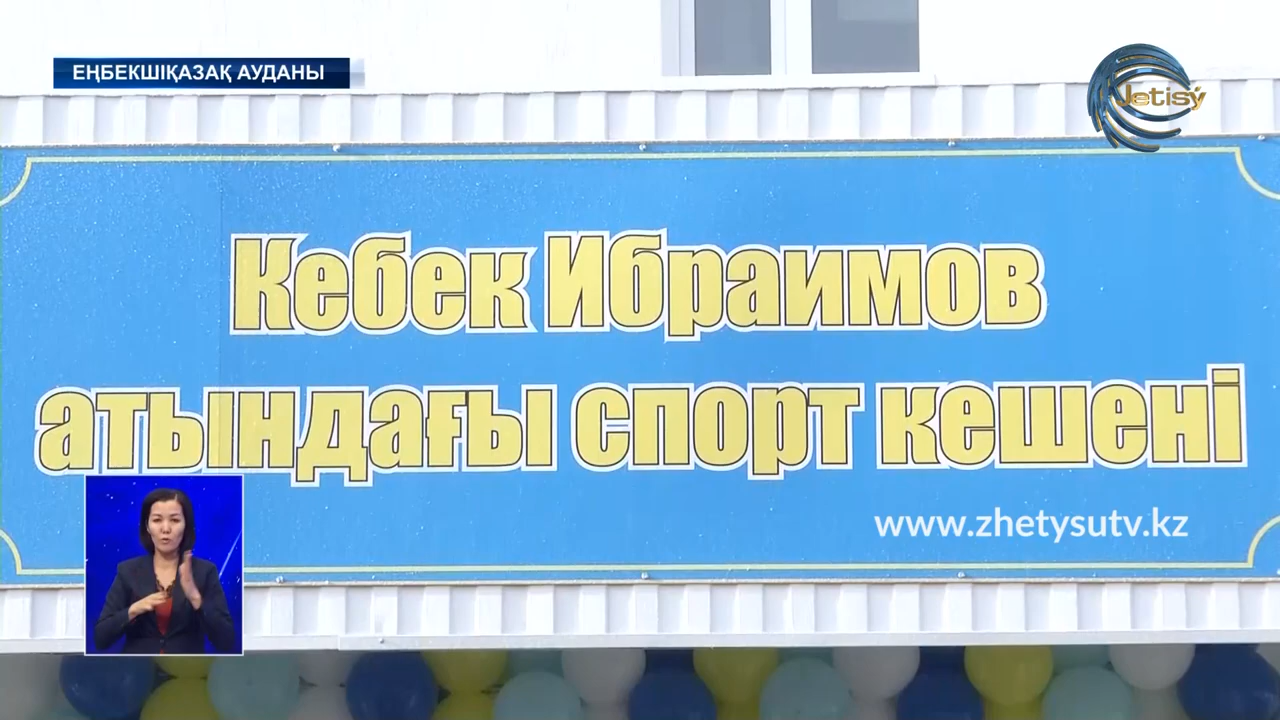 ЕҢБЕКШІҚАЗАҚ АУДАНЫ
Jetisý
Кебек Ибраимов
атындағы спорт кешені
www.zhetysutv.kz